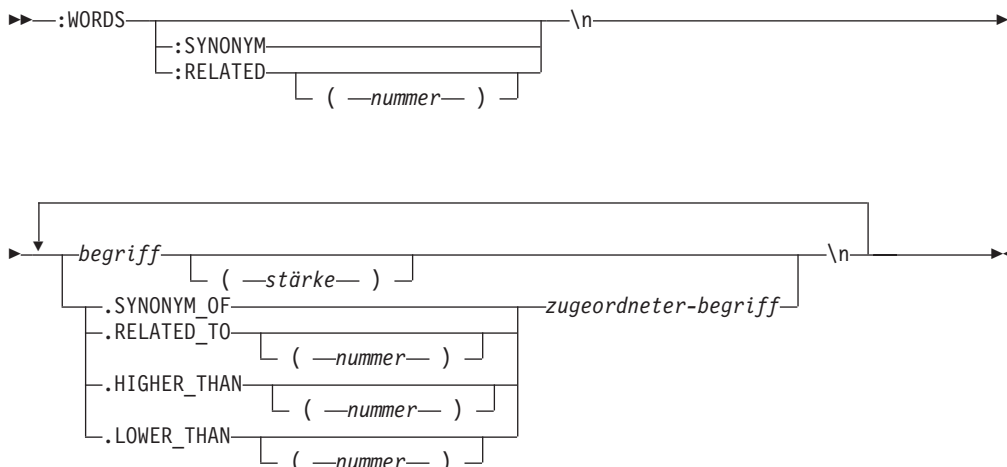 :WORDS \n
:SYNONYM
:RELATED
( nummer )
begriff \n
( stärke )
.SYNONYM_OF zugeordneter-begriff
.RELATED_TO
( nummer )
.HIGHER_THAN
( nummer )
.LOWER_THAN
( nummer )